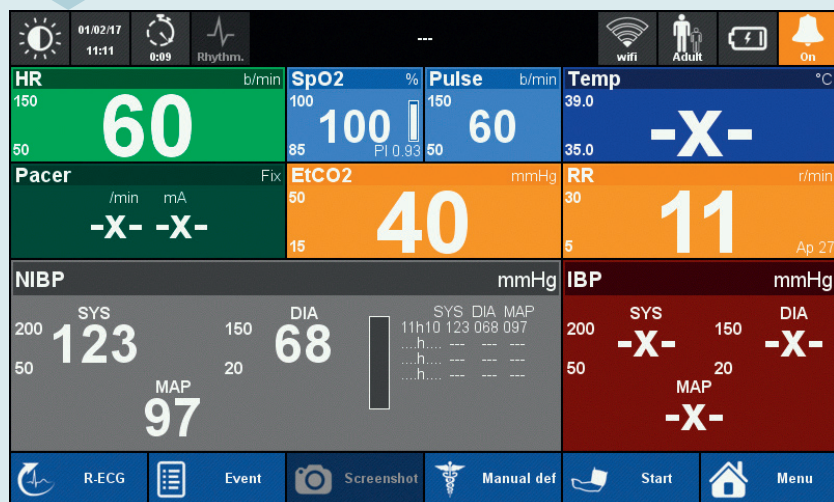 01/02/17
11:11
0:09
Rhythm.
---
wifi
Adult
On
HR b/min
150
60
50
SpO2 %
100
100
85
PI 0.93
Pulse b/min
150
60
50
Temp °C
39.0
-X-
35.0
Pacer Fix
/min mA
-X- -X-
EtCO2 mmHg
50
40
15
RR r/min
30
11
5
Ap 27
NIBP mmHg
SYS DIA
200 123 150 68
50 20
MAP
97
SYS DIA MAP
11h10 123 068 097
....h.... --- --- ---
....h.... --- --- ---
....h.... --- --- ---
IBP mmHg
SYS DIA
200 -X- 150 -X-
50 20
MAP
-X-
R-ECG Event Screenshot Manual def Start Menu